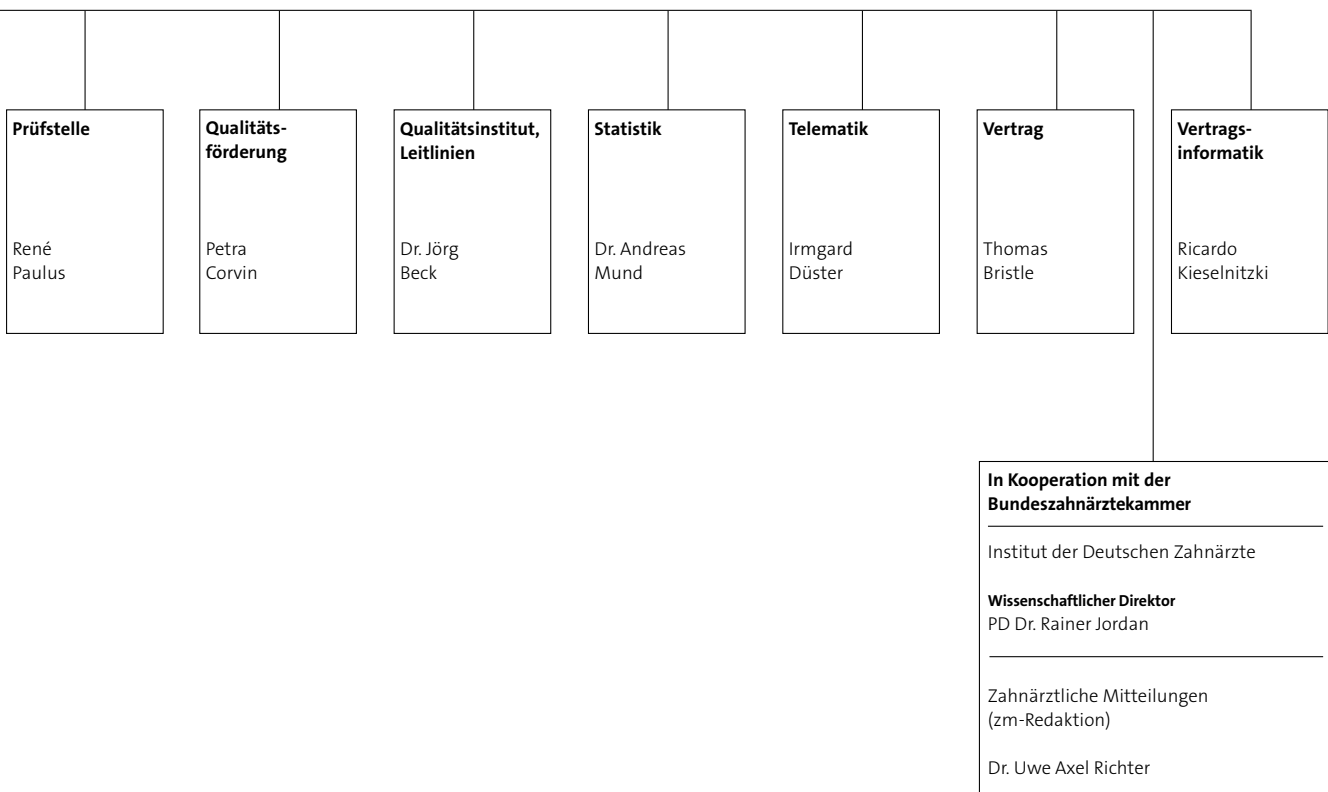 Prüfstelle
René
Paulus
Qualitäts-
förderung
Petra
Corvin
Qualitätsinstitut,
Leitlinien
Dr. Jörg
Beck
Statistik
Dr. Andreas
Mund
Telematik
Irmgard
Düster
Vertrag
Thomas
Bristle
Vertrags-
informatik
Ricardo
Kieselnitzki
In Kooperation mit der
Bundeszahnärztekammer
Institut der Deutschen Zahnärzte
Wissenschaftlicher Direktor
PD Dr. Rainer Jordan
Zahnärztliche Mitteilungen
(zm-Redaktion)
Dr. Uwe Axel Richter